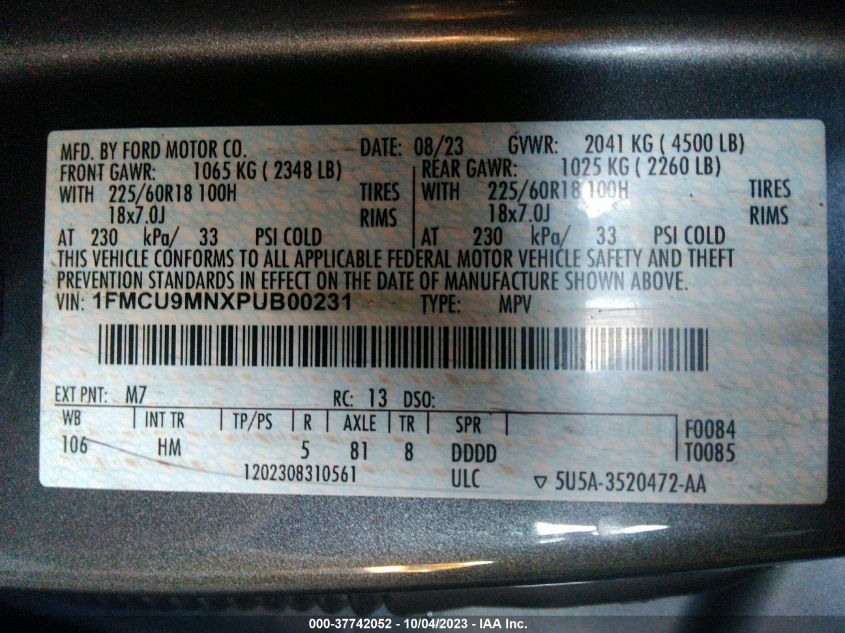 MFD. BY FORD MOTOR CO. DATE: 08/23 GVWR: 2041 KG ( 4500 LB)
FRONT GAWR: 1065 KG ( 2348 LB) REAR GAWR: 1025 KG ( 2260 LB)
WITH 225/60R18 100H TIRES WITH 225/60R18 100H TIRES
18x7.0J RIMS 18x7.0J RIMS
AT 230 kPa/ 33 PSI COLD AT 230 kPa/ 33 PSI COLD
THIS VEHICLE CONFORMS TO ALL APPLICABLE FEDERAL MOTOR VEHICLE SAFETY AND THEFT
PREVENTION STANDARDS IN EFFECT ON THE DATE OF MANUFACTURE SHOWN ABOVE.
VIN: 1FMCU9MNXPUB00231 TYPE: MPV
EXT PNT: M7 RC: 13 DSO:
WB INT TR TP/PS R AXLE TR SPR F0084
106 HM 5 81 8 DDDD T0085
1202308310561 ULC ▽ 5U5A-3520472-AA
000-37742052 - 10/04/2023 - IAA Inc.